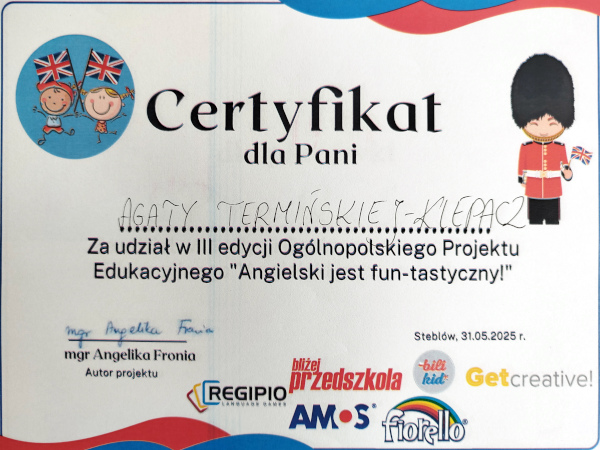 Certyfikat
dla Pani
AGATY TERMIŃSKIEJ-KLEPACZ
Za udział w III edycji Ogólnopolskiego Projektu
Edukacyjnego "Angielski jest fun-tastyczny!"
mgr Angelika Fronia
Steblów, 31.05.2025 r.
mgr Angelika Fronia
Autor projektu
bliżej
przedszkola
bili
kid
Getcreative!
REGIPIO
LANGUAGE GAMES
AMOS
fiorello